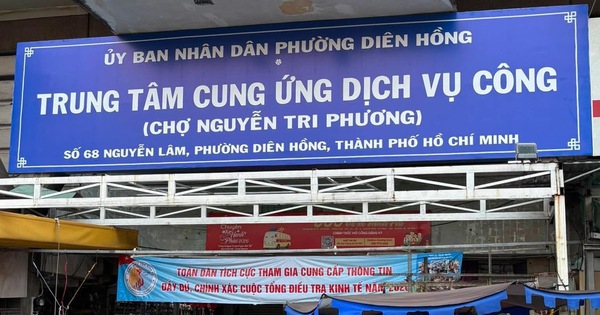 ỦY BAN NHÂN DÂN PHƯỜNG DIÊN HỒNG
TRUNG TÂM CUNG ỨNG DỊCH VỤ CÔNG
(CHỢ NGUYỄN TRI PHƯƠNG)
SỐ 68 NGUYỄN LÂM, PHƯỜNG DIÊN HỒNG, THÀNH PHỐ HỒ CHÍ MINH
TOÀN DÂN TÍCH CỰC THAM GIA CUNG CẤP THÔNG TIN
ĐẦY ĐỦ, CHÍNH XÁC CUỘC TỔNG ĐIỀU TRA KINH TẾ NĂM